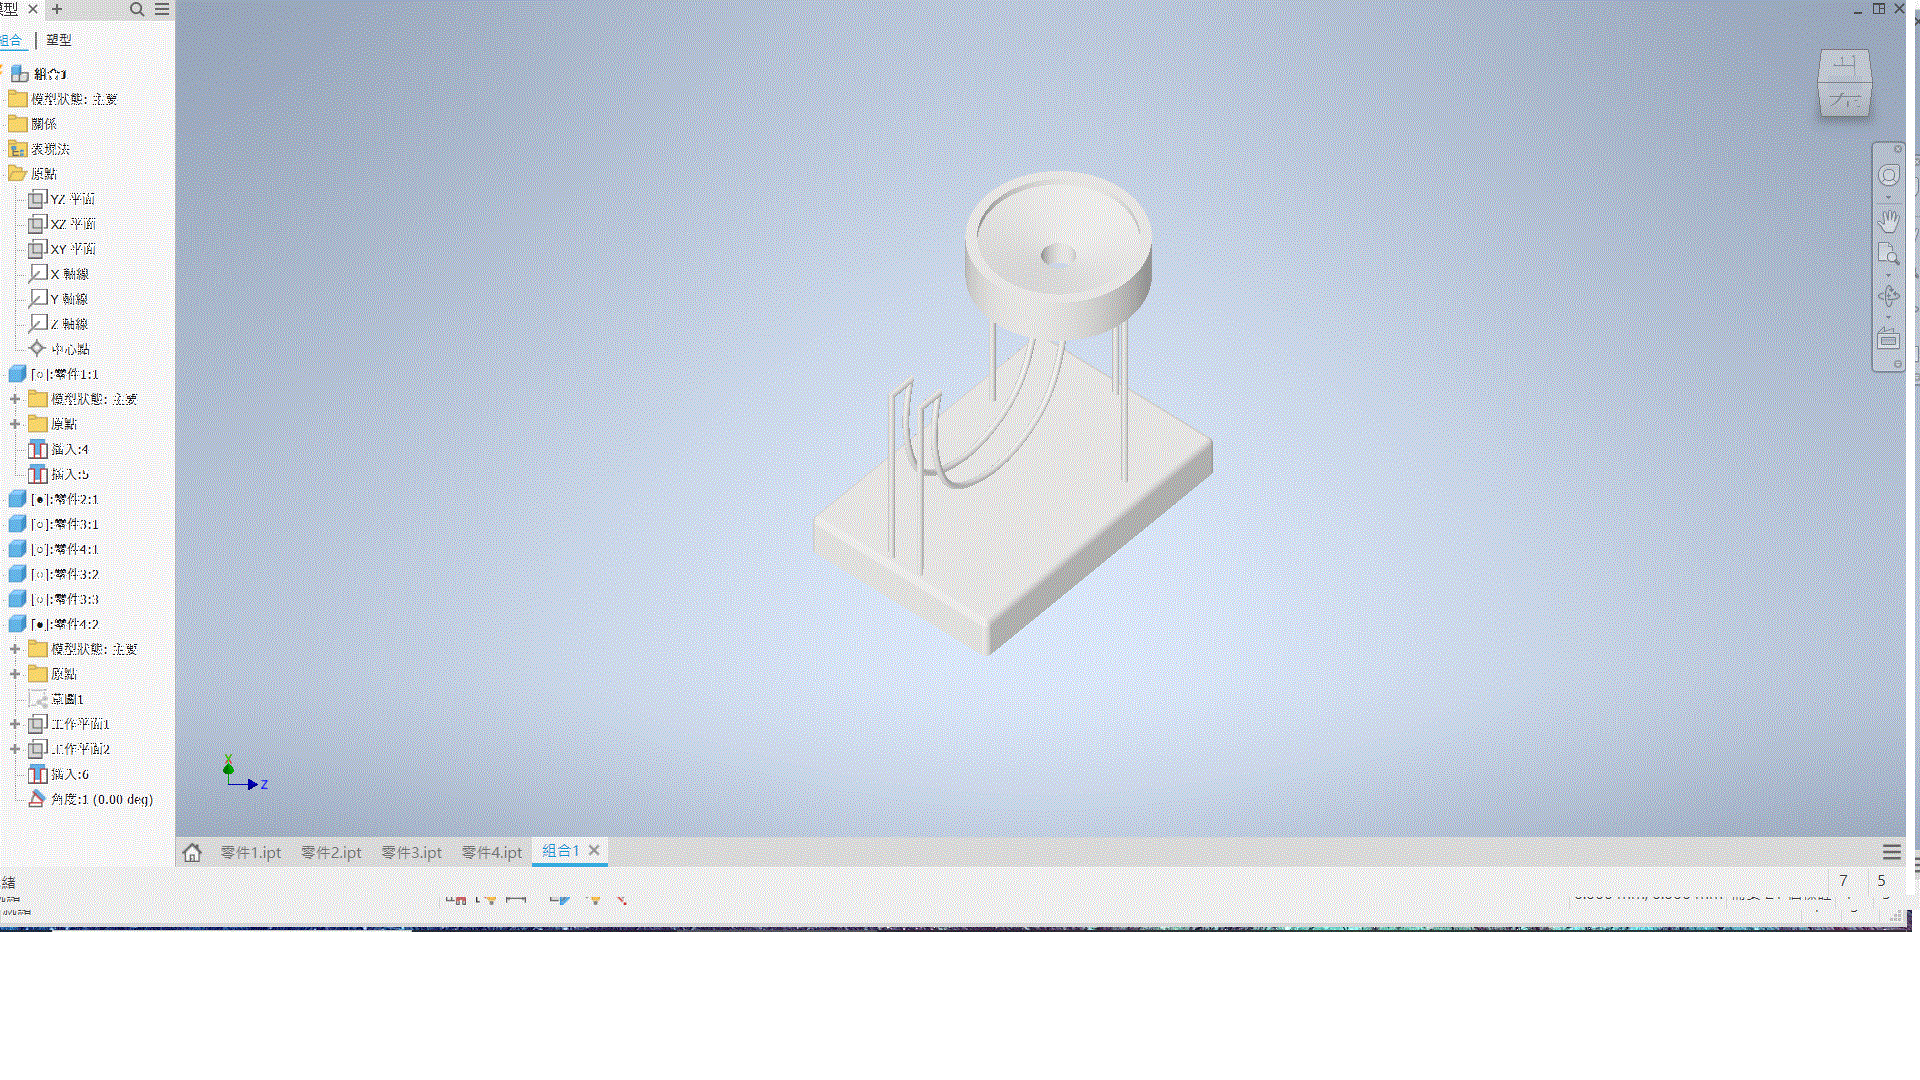 模型
組合
塑型
組合1
模型狀態: 主要
關係
表現法
原點
YZ 平面
XZ 平面
XY 平面
X 軸線
Y 軸線
Z 軸線
中心點
[○]:零件1:1
模型狀態: 主要
原點
插入:4
插入:5
[●]:零件2:1
[○]:零件3:1
[○]:零件4:1
[○]:零件3:2
[○]:零件3:3
[●]:零件4:2
模型狀態: 主要
原點
草圖1
工作平面1
工作平面2
插入:6
角度:1 (0.00 deg)
上
右
Y
Z
零件1.ipt
零件2.ipt
零件3.ipt
零件4.ipt
組合1
緒
7
5